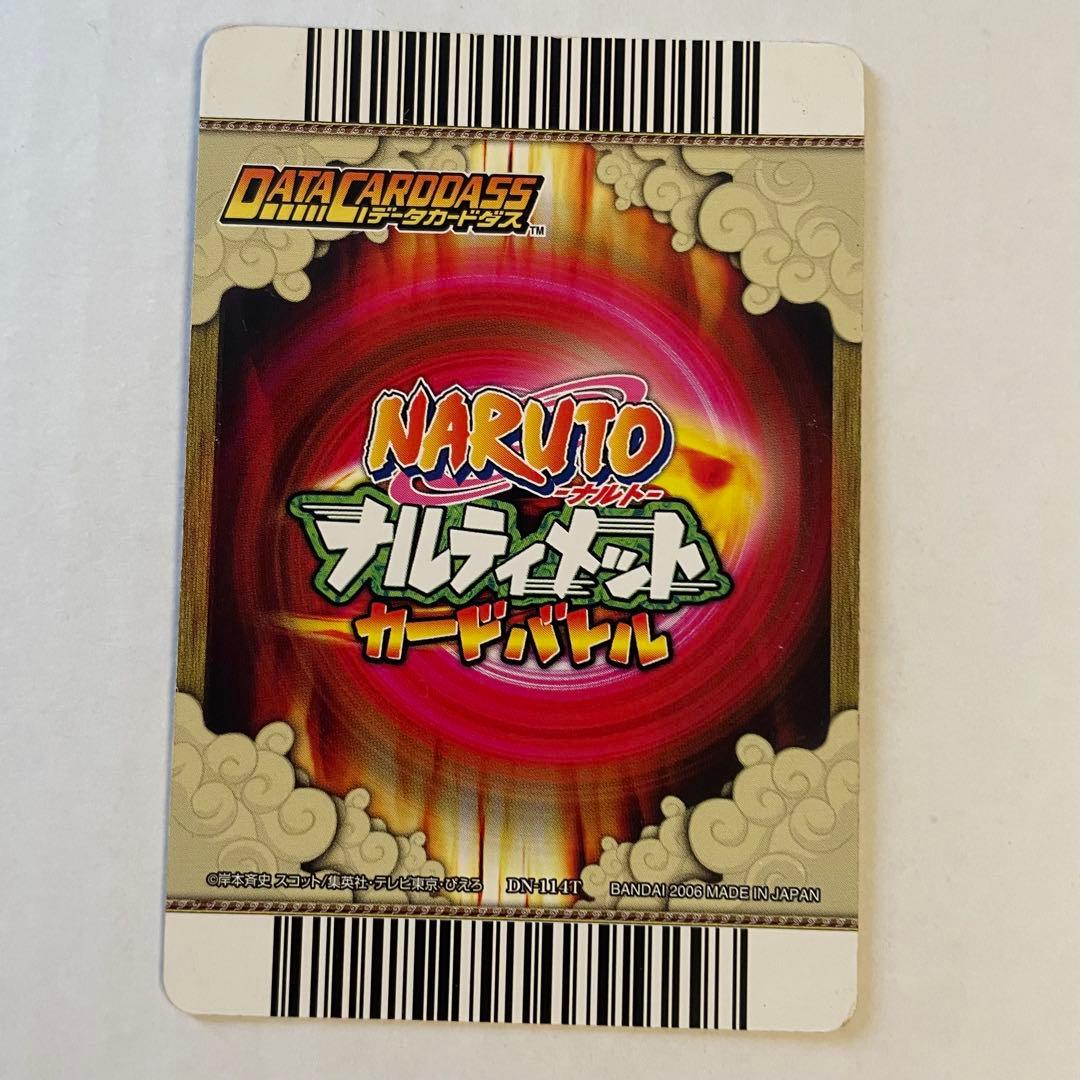 DATACARDDASS
データカードダス
TM
NARUTO
-ナルト-
ナルティメット
カードバトル
©岸本斉史 スコット/集英社・テレビ東京・ぴえろ DN-114T BANDAI 2006 MADE IN JAPAN